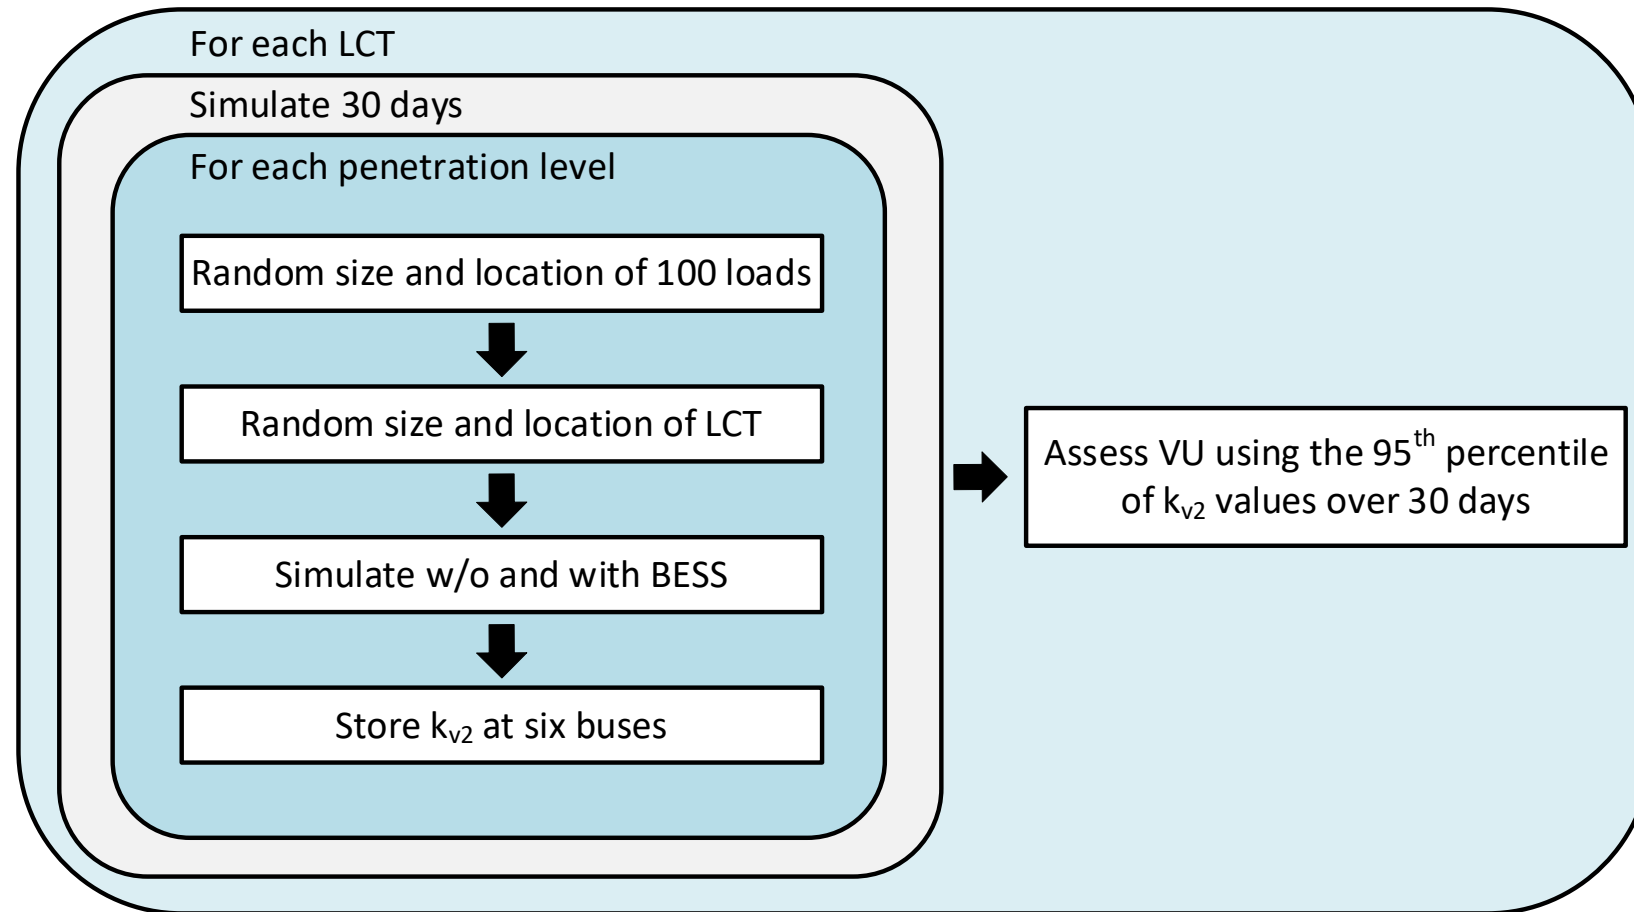 For each LCT
Simulate 30 days
For each penetration level
Random size and location of 100 loads
Random size and location of LCT
Simulate w/o and with BESS
Store kv2 at six buses
Assess VU using the 95th percentile
of kv2 values over 30 days